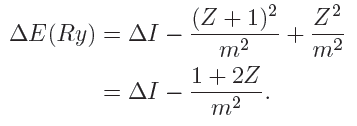 ΔE(Ry) = ΔI − (Z + 1)²/m² + Z²/m²
= ΔI − (1 + 2Z)/m².